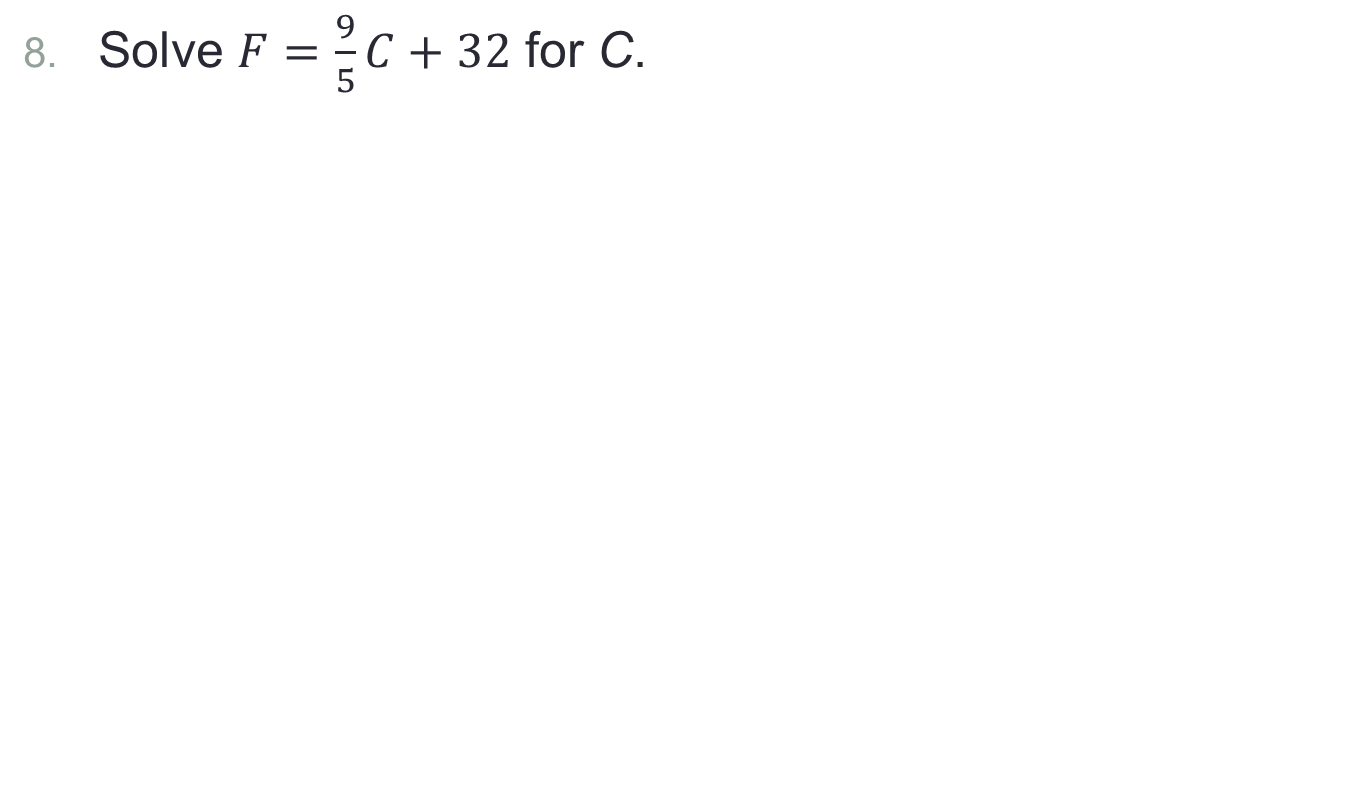 8. Solve F = 9/5 C + 32 for C.